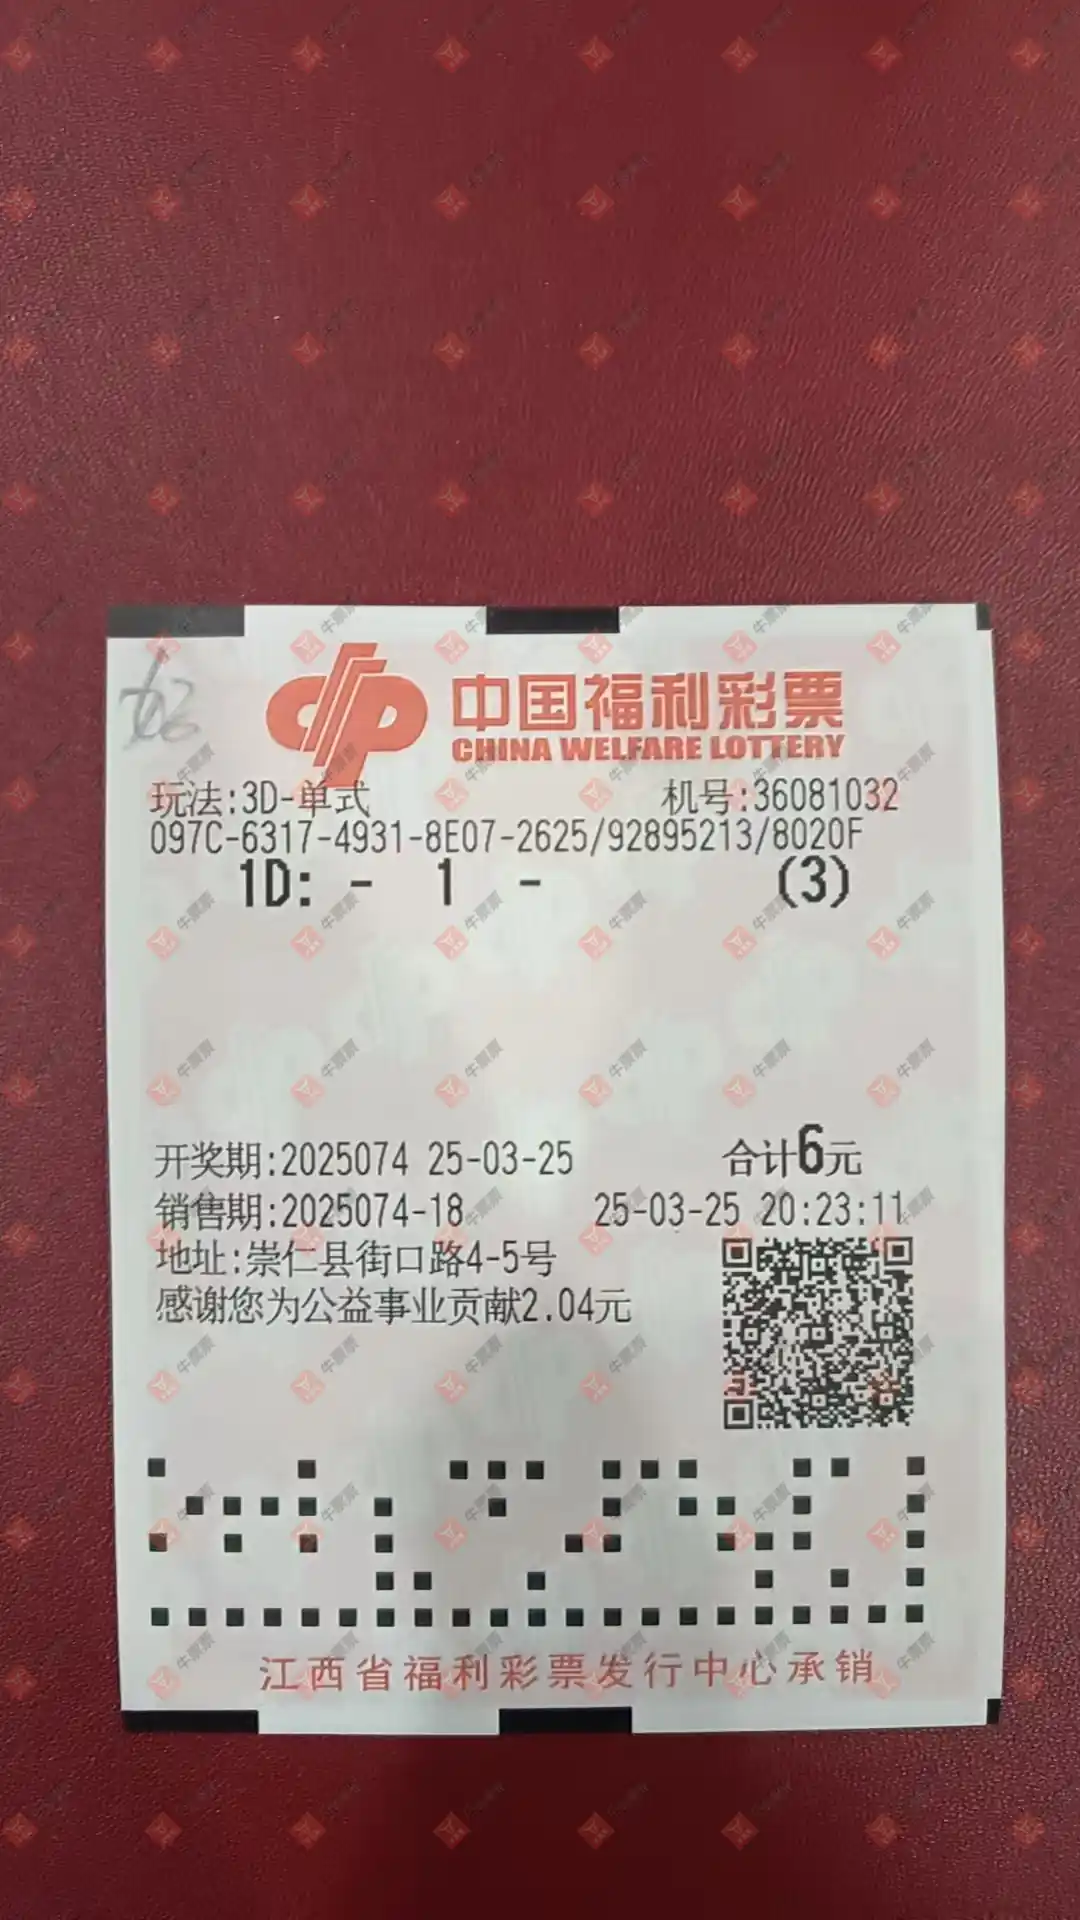 中国福利彩票
CHINA WELFARE LOTTERY
玩法:3D-单式 机号:36081032
097C-6317-4931-8E07-2625/92895213/8020F
1D: - 1 - (3)
开奖期:2025074 25-03-25 合计6元
销售期:2025074-18 25-03-25 20:23:11
地址:崇仁县街口路4-5号
感谢您为公益事业贡献2.04元
江西省福利彩票发行中心承销
牛票票